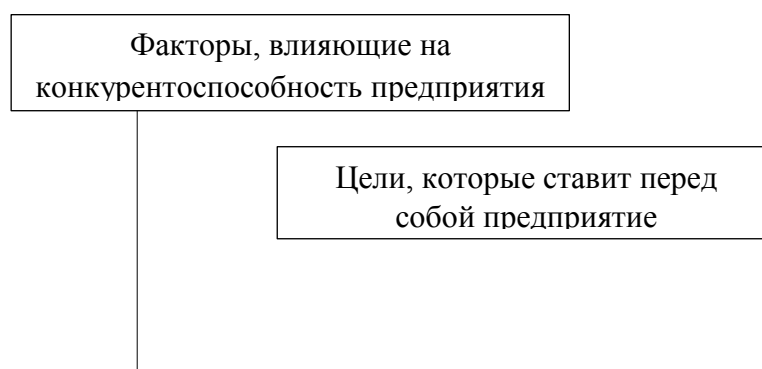 Факторы, влияющие на
конкурентоспособность предприятия
Цели, которые ставит перед
собой предприятие